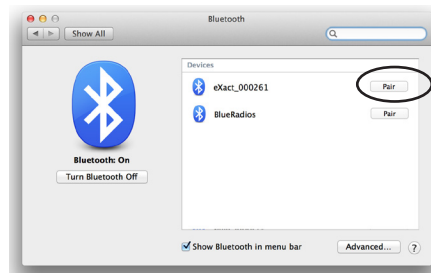 Bluetooth
Show All
Devices
eXact_000261
Pair
BlueRadios
Pair
Bluetooth: On
Turn Bluetooth Off
Show Bluetooth in menu bar
Advanced...
?